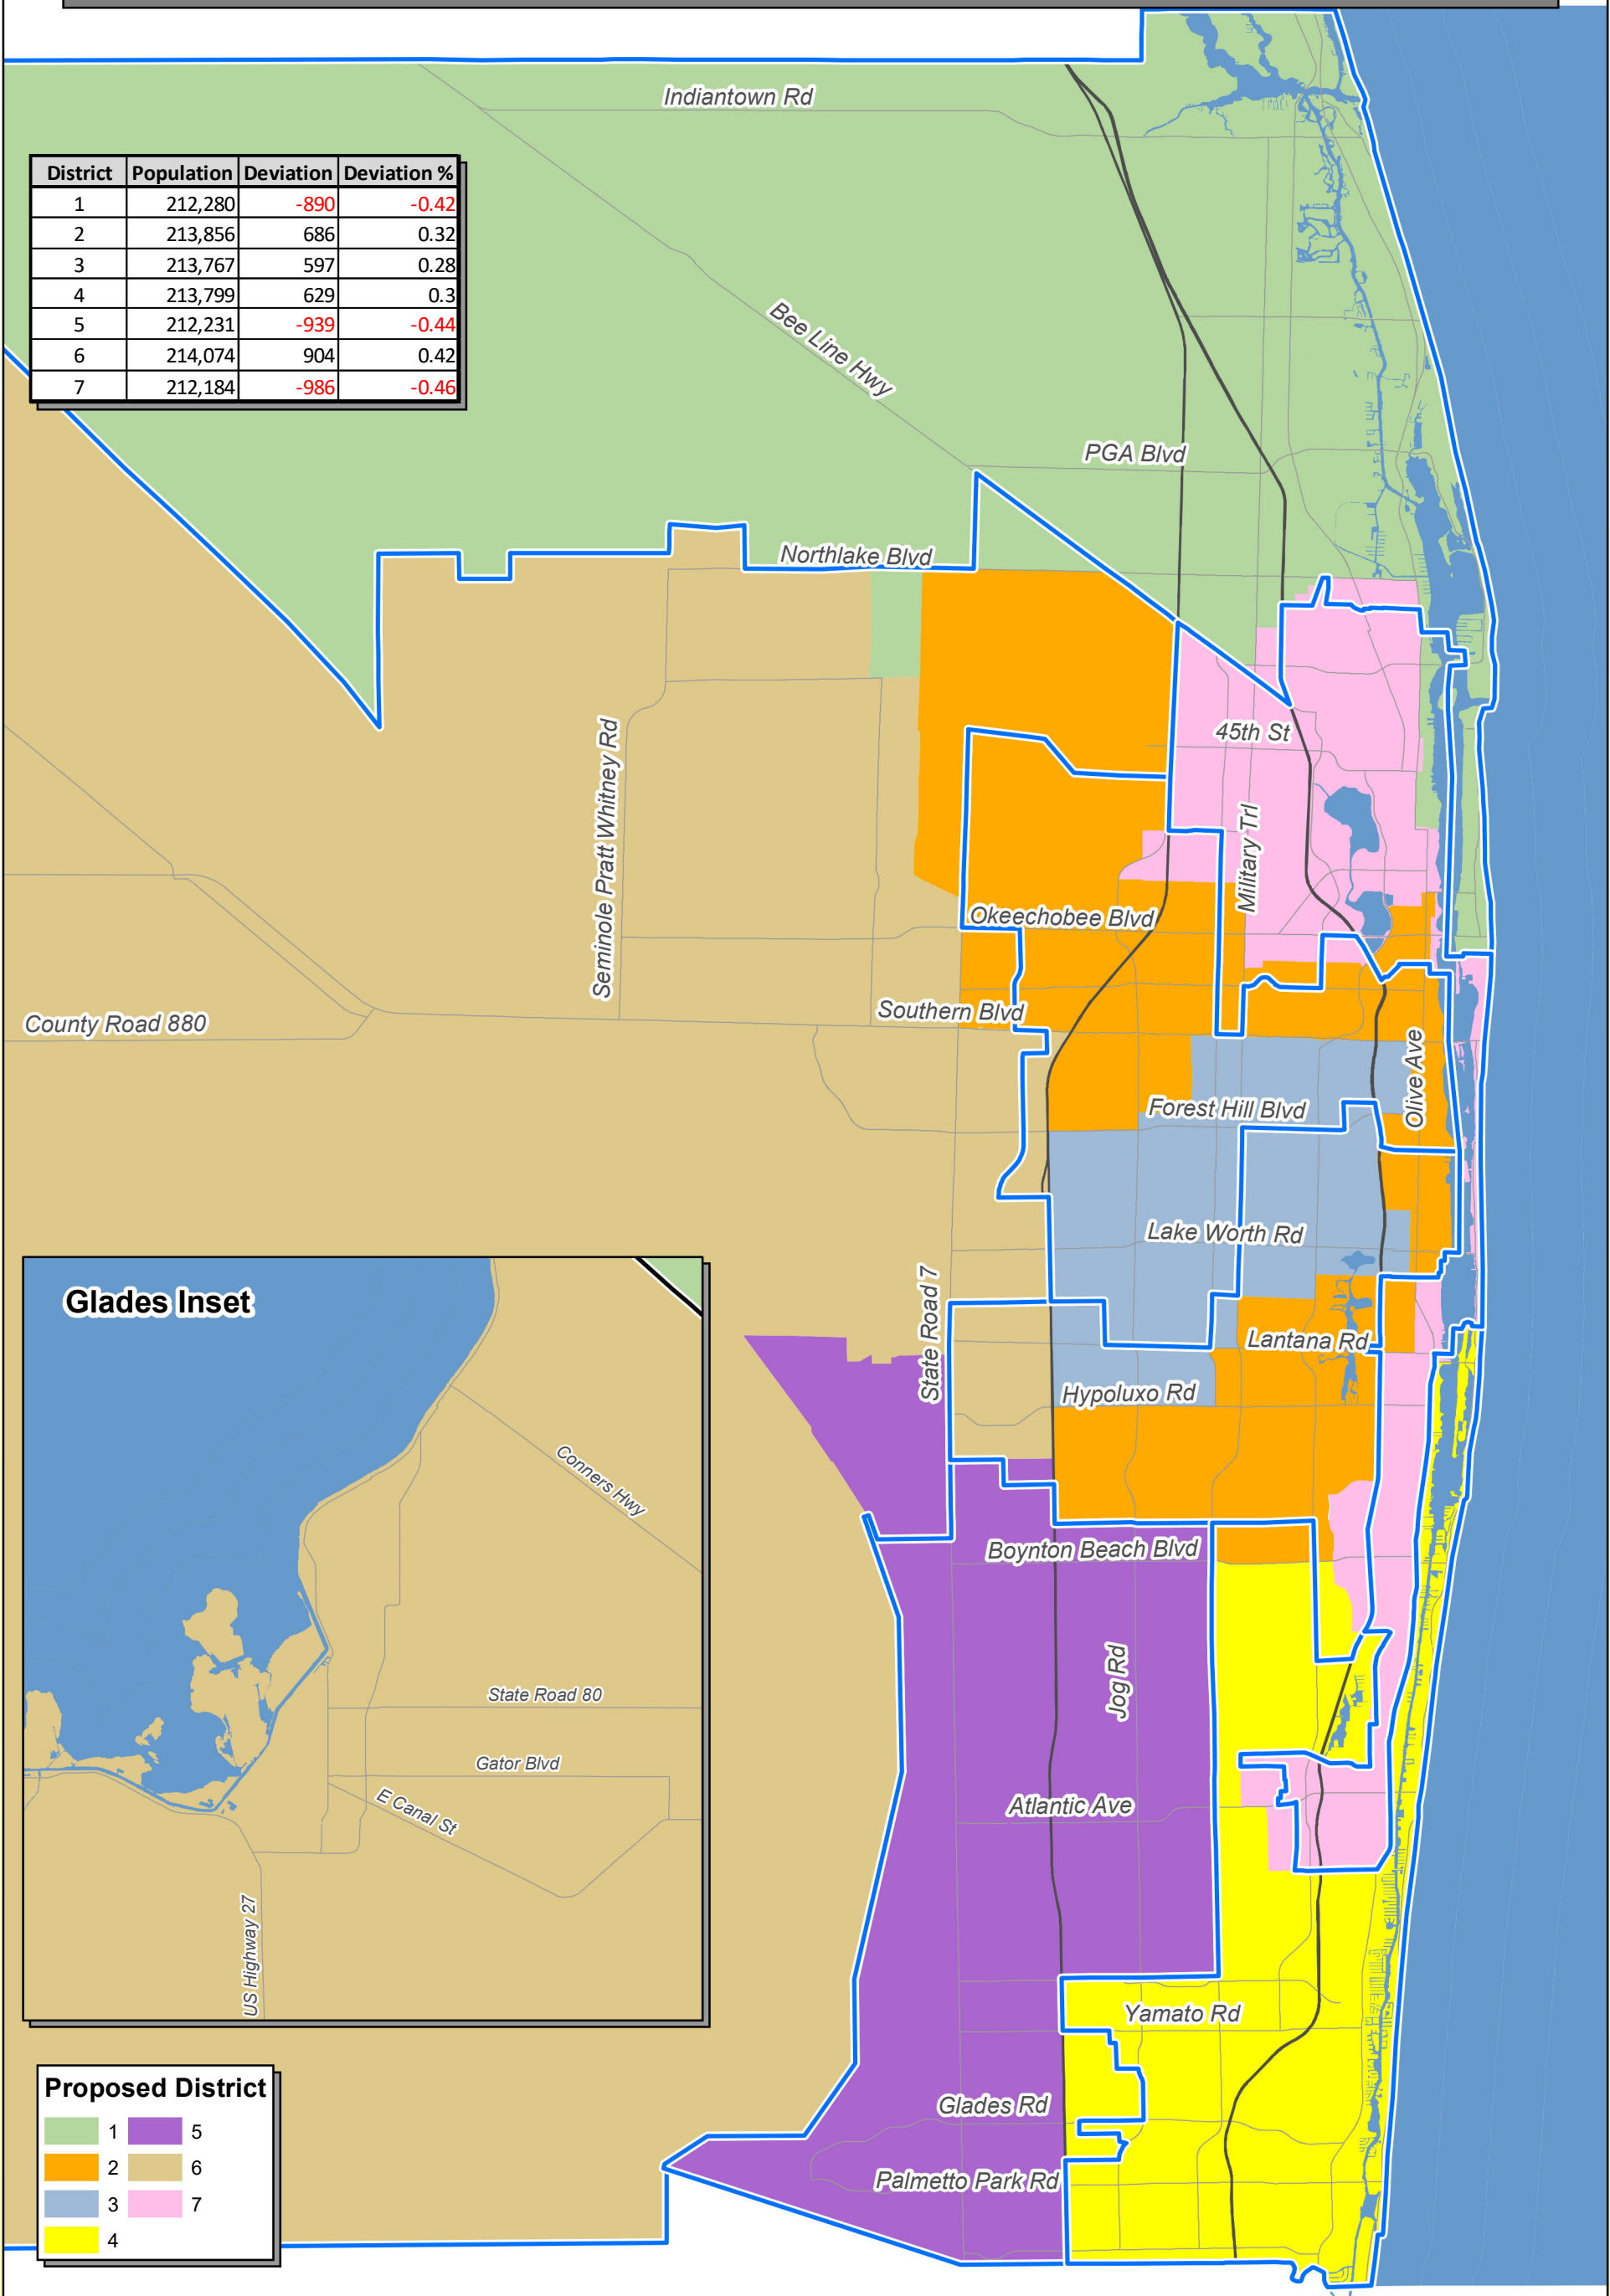 Indiantown Rd
District Population Deviation Deviation %
1 212,280 -890 -0.42
2 213,856 686 0.32
3 213,767 597 0.28
4 213,799 629 0.3
5 212,231 -939 -0.44
6 214,074 904 0.42
7 212,184 -986 -0.46
Bee Line Hwy
PGA Blvd
Northlake Blvd
45th St
Seminole Pratt Whitney Rd
Military Trl
Okeechobee Blvd
Southern Blvd
County Road 880
Olive Ave
Forest Hill Blvd
Lake Worth Rd
State Road 7
Lantana Rd
Hypoluxo Rd
Boynton Beach Blvd
Jog Rd
Atlantic Ave
Yamato Rd
Glades Rd
Palmetto Park Rd
Glades Inset
Conners Hwy
State Road 80
Gator Blvd
E Canal St
US Highway 27
Proposed District
1 5
2 6
3 7
4